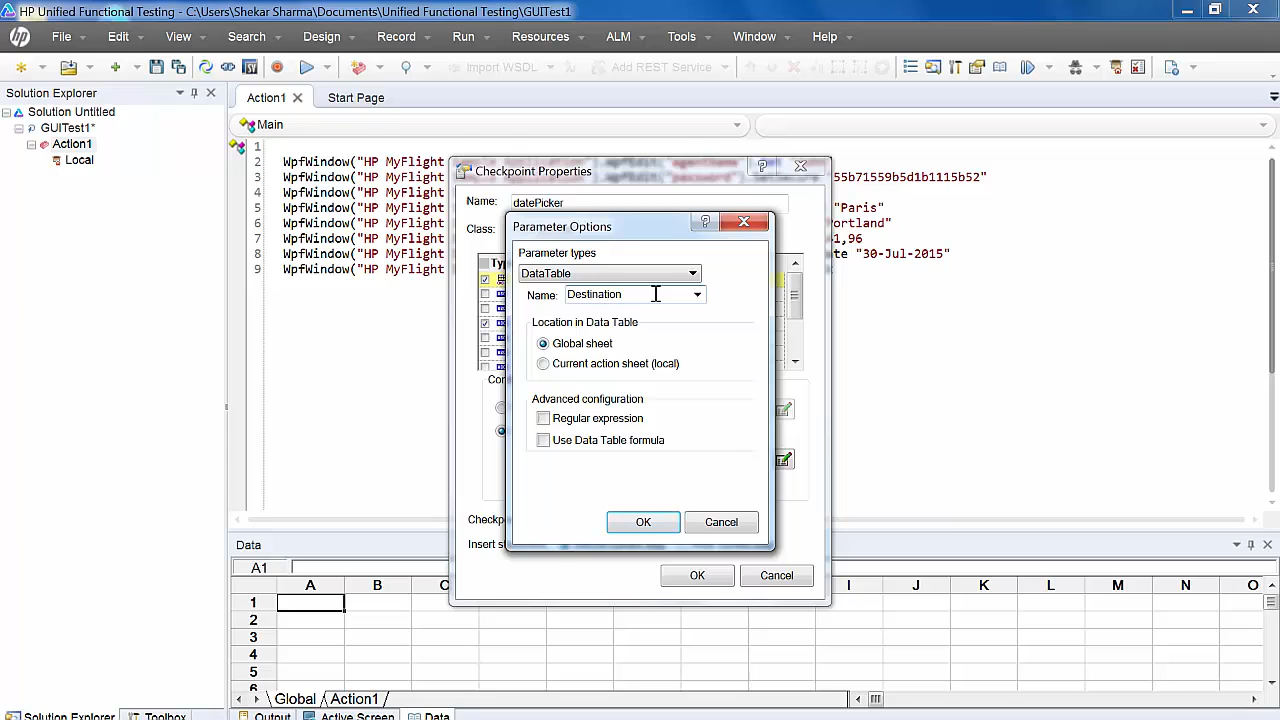 HP Unified Functional Testing - C:\Users\Shekar Sharma\Documents\Unified Functional Testing\GUITest1
File Edit View Search Design Record Run Resources ALM Tools Window Help
Import WSDL Add REST Service
Solution Explorer
Action1 Start Page
Solution Untitled
GUITest1*
Action1
Local
Main
1
2 WpfWindow("HP MyFlight
3 WpfWindow("HP MyFlight 55b71559b5d1b1115b52"
4 WpfWindow("HP MyFlight
5 WpfWindow("HP MyFlight "Paris"
6 WpfWindow("HP MyFlight ortland"
7 WpfWindow("HP MyFlight 1,96
8 WpfWindow("HP MyFlight te "30-Jul-2015"
9 WpfWindow("HP MyFlight
Checkpoint Properties
Name: datePicker
Class:
Ty
Con
Checkp
Insert s
OK Cancel
Parameter Options
Parameter types
DataTable
Name: Destination
Location in Data Table
Global sheet
Current action sheet (local)
Advanced configuration
Regular expression
Use Data Table formula
OK Cancel
Data
A1
A B C I J K L M N O
1
2
3
4
5
6
Global Action1
Solution Explorer Toolbox Output Active Screen Data